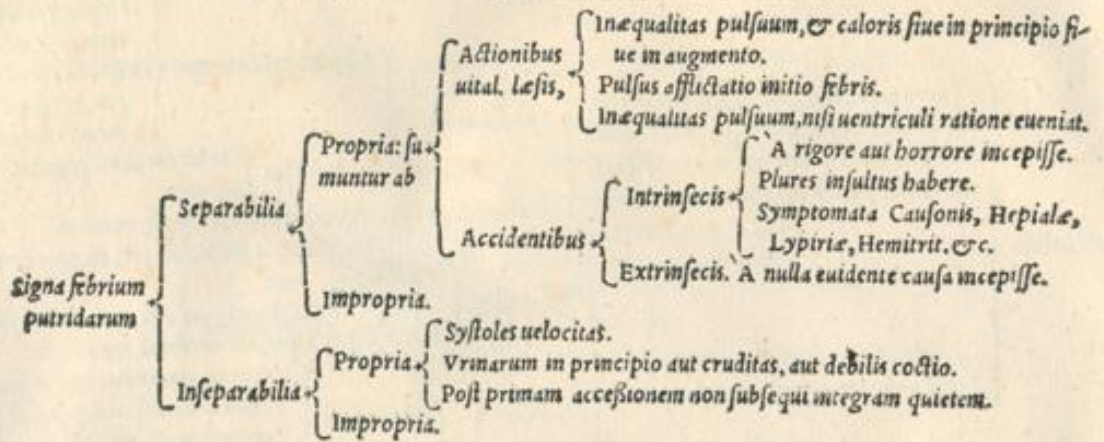 Inæqualitas pulſuum, & caloris ſiue in principio ſi-
ue in augmento.
Actionibus
uital. læſis,
Pulſus afflictatio initio febris.
Inæqualitas pulſuum, niſi uentriculi ratione eueniat.
Propria: ſu
muntur ab
À rigore aut horrore incepiſſe.
Plures inſultus habere.
Intrinſecis
Symptomata Cauſonis, Hepialæ,
Lypiriæ, Hemitrit. &c.
Accidentibus
Extrinſecis. À nulla euidente cauſa incepiſſe.
Separabilia
Impropria.
Signa febrium
putridarum
Syſtoles uelocitas.
Propria
Vrinarum in principio aut cruditas, aut debilis coctio.
Poſt primam acceßionem non ſubſequi integram quietem.
Inſeparabilia
Impropria.